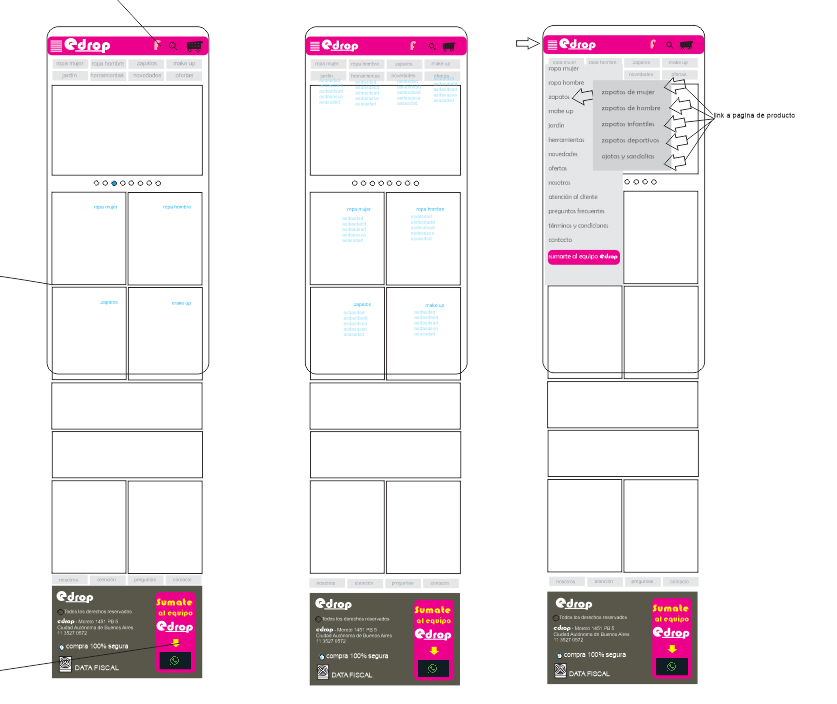 edrop
ropa mujer ropa hombre zapatos make up
jardin herramientas novedades ofertas
ropa mujer ropa hombre
zapatos make up
nosotros atención preguntas contacto
edrop
Todos los derechos reservados
edrop - Moreno 1451 PB 5
Ciudad Autónoma de Buenos Aires
11 3527 0572
compra 100% segura
DATA FISCAL
Sumate
al equipo
edrop
edrop
ropa mujer ropa hombre zapatos make up
jardin herramientas novedades ofertas
ropa mujer ropa hombre
zapatos make up
preguntas contacto
edrop
Todos los derechos reservados
edrop - Moreno 1451 PB 5
Ciudad Autónoma de Buenos Aires
11 3527 0572
compra 100% segura
DATA FISCAL
Sumate
al equipo
edrop
edrop
ropa mujer ropa hombre zapatos make up
novedades ofertas
ropa mujer
ropa hombre
zapatos
make up
jardin
herramientas
novedades
ofertas
nosotros
atención al cliente
preguntas frecuentes
términos y condiciones
contacto
sumarte al equipo edrop
zapatos de mujer
zapatos de hombre
zapatos infantiles
zapatos deportivos
ojotas y sandalias
link a pagina de producto
nosotros atención preguntas contacto
edrop
Todos los derechos reservados
edrop - Moreno 1451 PB 5
Ciudad Autónoma de Buenos Aires
11 3527 0572
compra 100% segura
DATA FISCAL
Sumate
al equipo
edrop